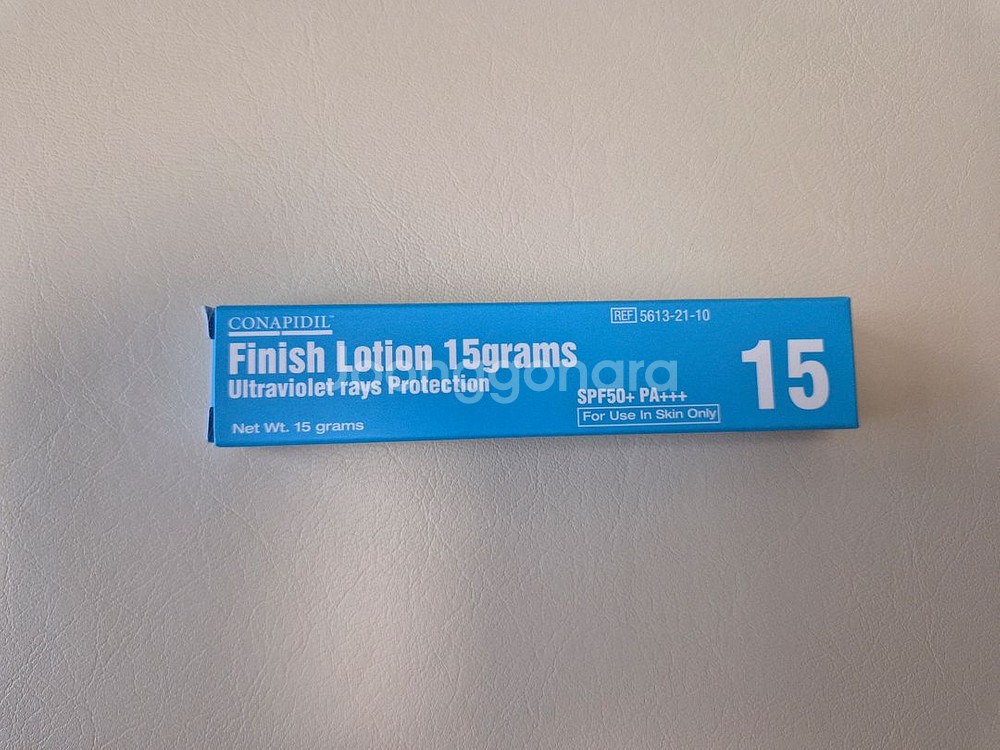 CONAPIDIL™
REF 5613-21-10
Finish Lotion 15grams
Ultraviolet rays Protection
SPF50+ PA+++
For Use In Skin Only
Net Wt. 15 grams
15